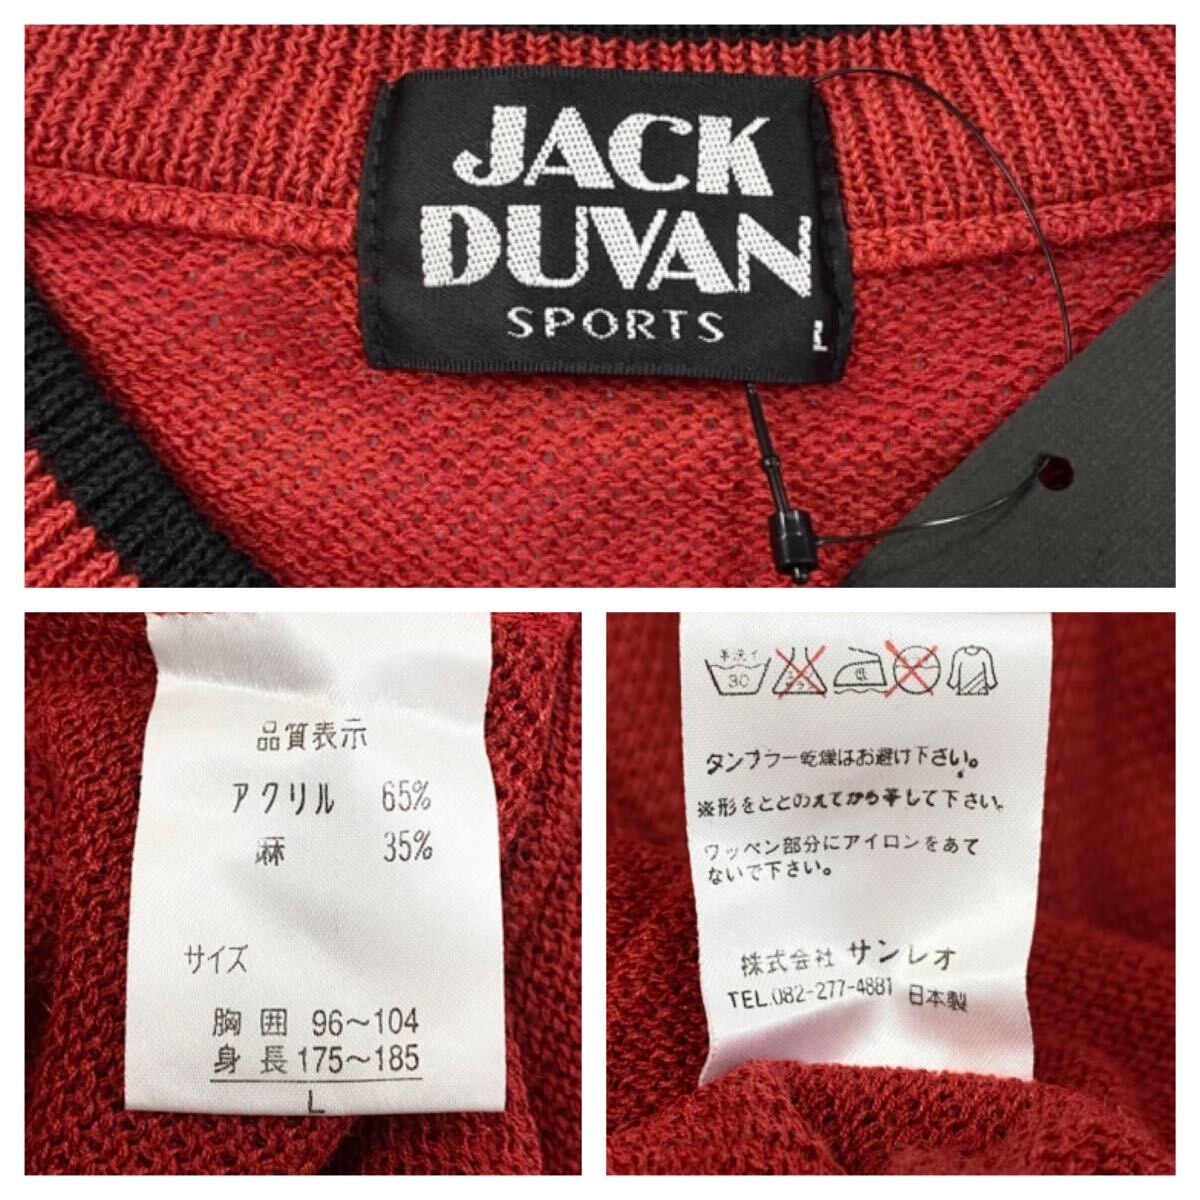 JACK
DUVAN
SPORTS
L
品質表示
アクリル 65%
麻 35%
サイズ
胸囲 96～104
身長 175～185
L
手洗イ
30
低
タンブラー乾燥はお避け下さい。
※形をととのえてから干して下さい。
ワッペン部分にアイロンをあて
ないで下さい。
株式会社 サンレオ
TEL.082-277-4881 日本製